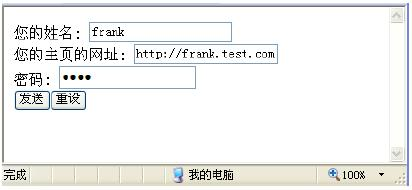 您的姓名: frank
您的主页的网址: http://frank.test.com
密码: ●●●●
发送 重设
完成 我的电脑 100%